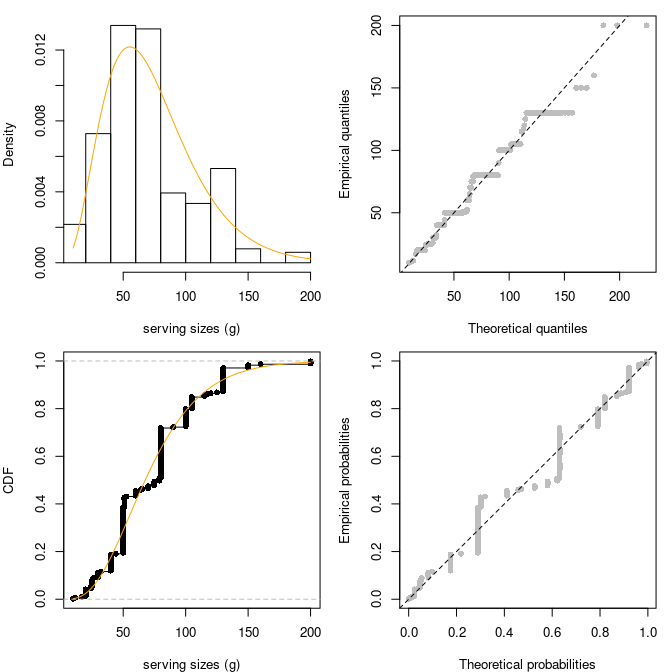 Density
0.000 0.004 0.008 0.012
50 100 150 200
serving sizes (g)
Empirical quantiles
50 100 150 200
50 100 150 200
Theoretical quantiles
CDF
0.0 0.2 0.4 0.6 0.8 1.0
50 100 150 200
serving sizes (g)
Empirical probabilities
0.0 0.2 0.4 0.6 0.8 1.0
0.0 0.2 0.4 0.6 0.8 1.0
Theoretical probabilities